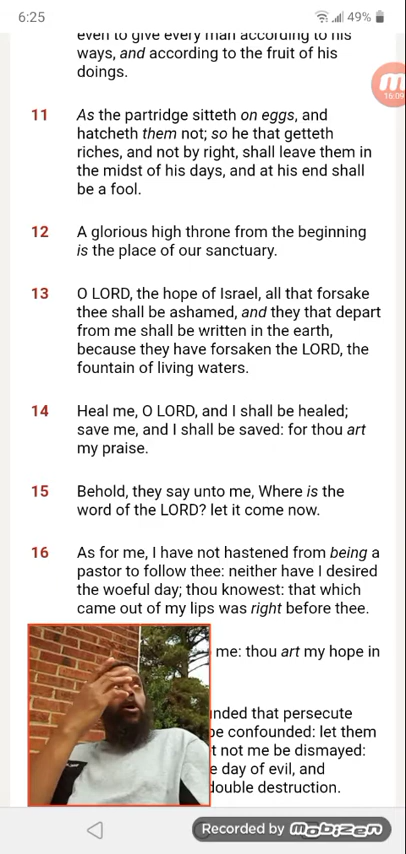 6:25
49%
even to give every man according to his
ways, and according to the fruit of his
doings.
16:09
11 As the partridge sitteth on eggs, and
hatcheth them not; so he that getteth
riches, and not by right, shall leave them in
the midst of his days, and at his end shall
be a fool.
12 A glorious high throne from the beginning
is the place of our sanctuary.
13 O LORD, the hope of Israel, all that forsake
thee shall be ashamed, and they that depart
from me shall be written in the earth,
because they have forsaken the LORD, the
fountain of living waters.
14 Heal me, O LORD, and I shall be healed;
save me, and I shall be saved: for thou art
my praise.
15 Behold, they say unto me, Where is the
word of the LORD? let it come now.
16 As for me, I have not hastened from being a
pastor to follow thee: neither have I desired
the woeful day; thou knowest: that which
came out of my lips was right before thee.
me: thou art my hope in
nded that persecute
be confounded: let them
t not me be dismayed:
e day of evil, and
double destruction.
Recorded by mobizen